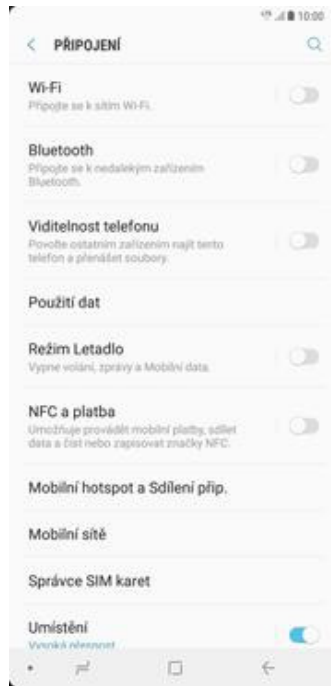 10:00
PŘIPOJENÍ
Wi-Fi
Připojte se k sítím Wi-Fi.
Bluetooth
Připojte se k nedalekým zařízením
Bluetooth.
Viditelnost telefonu
Povolte ostatním zařízením najít tento
telefon a přenášet soubory.
Použití dat
Režim Letadlo
Vypne volání, zprávy a Mobilní data.
NFC a platba
Umožňuje provádět mobilní platby, sdílet
data a číst nebo zapisovat značky NFC.
Mobilní hotspot a Sdílení přip.
Mobilní sítě
Správce SIM karet
Umístění
Vysoká přesnost